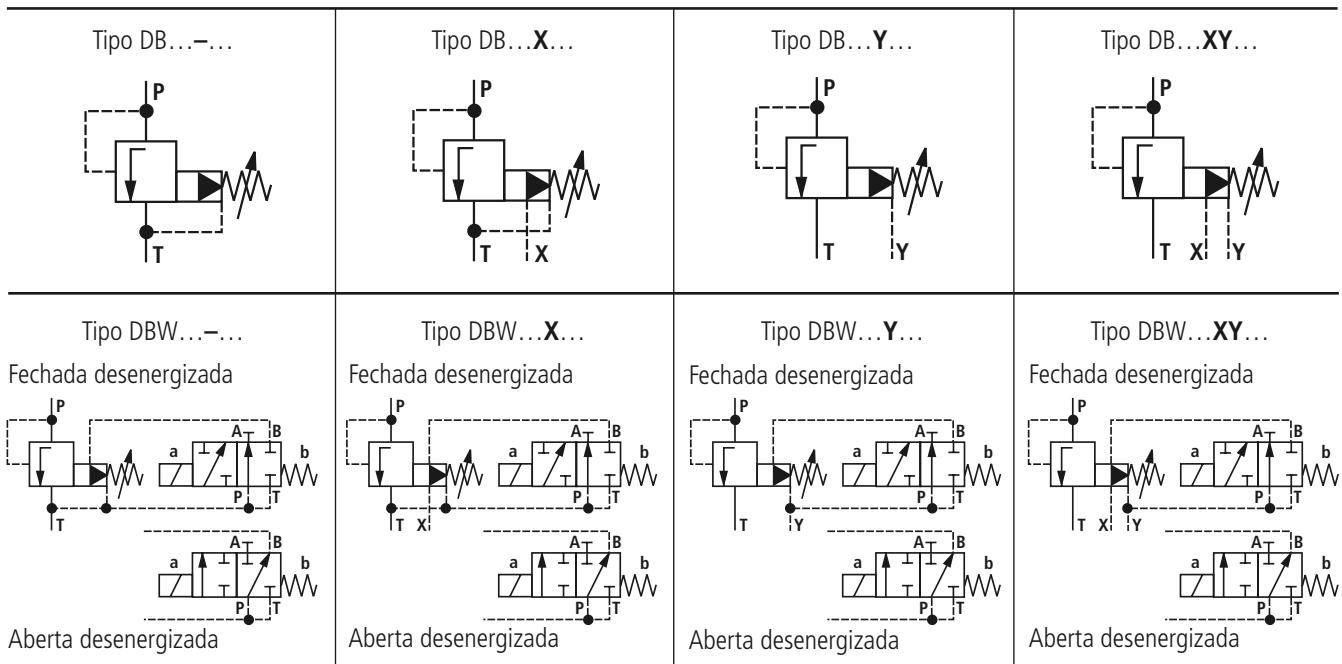 Tipo DB…–…
P
T
Tipo DB…X…
P
T
X
Tipo DB…Y…
P
T
Y
Tipo DB…XY…
P
T
X
Y
Tipo DBW…–…
Fechada desenergizada
P
A
B
a
b
P
T
T
A
B
a
b
P
T
Aberta desenergizada
Tipo DBW…X…
Fechada desenergizada
P
A
B
a
b
P
T
T
X
A
B
a
b
P
T
Aberta desenergizada
Tipo DBW…Y…
Fechada desenergizada
P
A
B
a
b
P
T
T
Y
A
B
a
b
P
T
Aberta desenergizada
Tipo DBW…XY…
Fechada desenergizada
P
A
B
a
b
P
T
T
X
Y
A
B
a
b
P
T
Aberta desenergizada